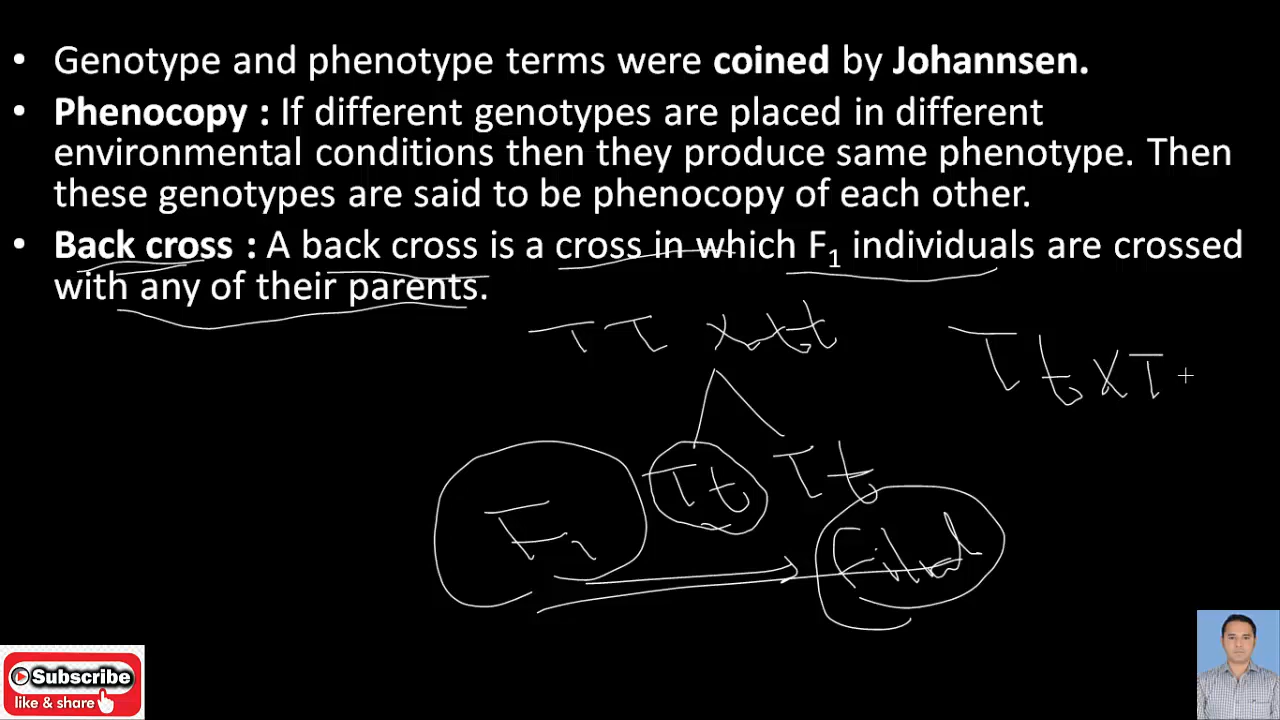 • Genotype and phenotype terms were coined by Johannsen.
• Phenocopy : If different genotypes are placed in different
environmental conditions then they produce same phenotype. Then
these genotypes are said to be phenocopy of each other.
• Back cross : A back cross is a cross in which F₁ individuals are crossed
with any of their parents.
TT x tt
Tt x T
Tt Tt
F₁
Filial
Subscribe
like & share